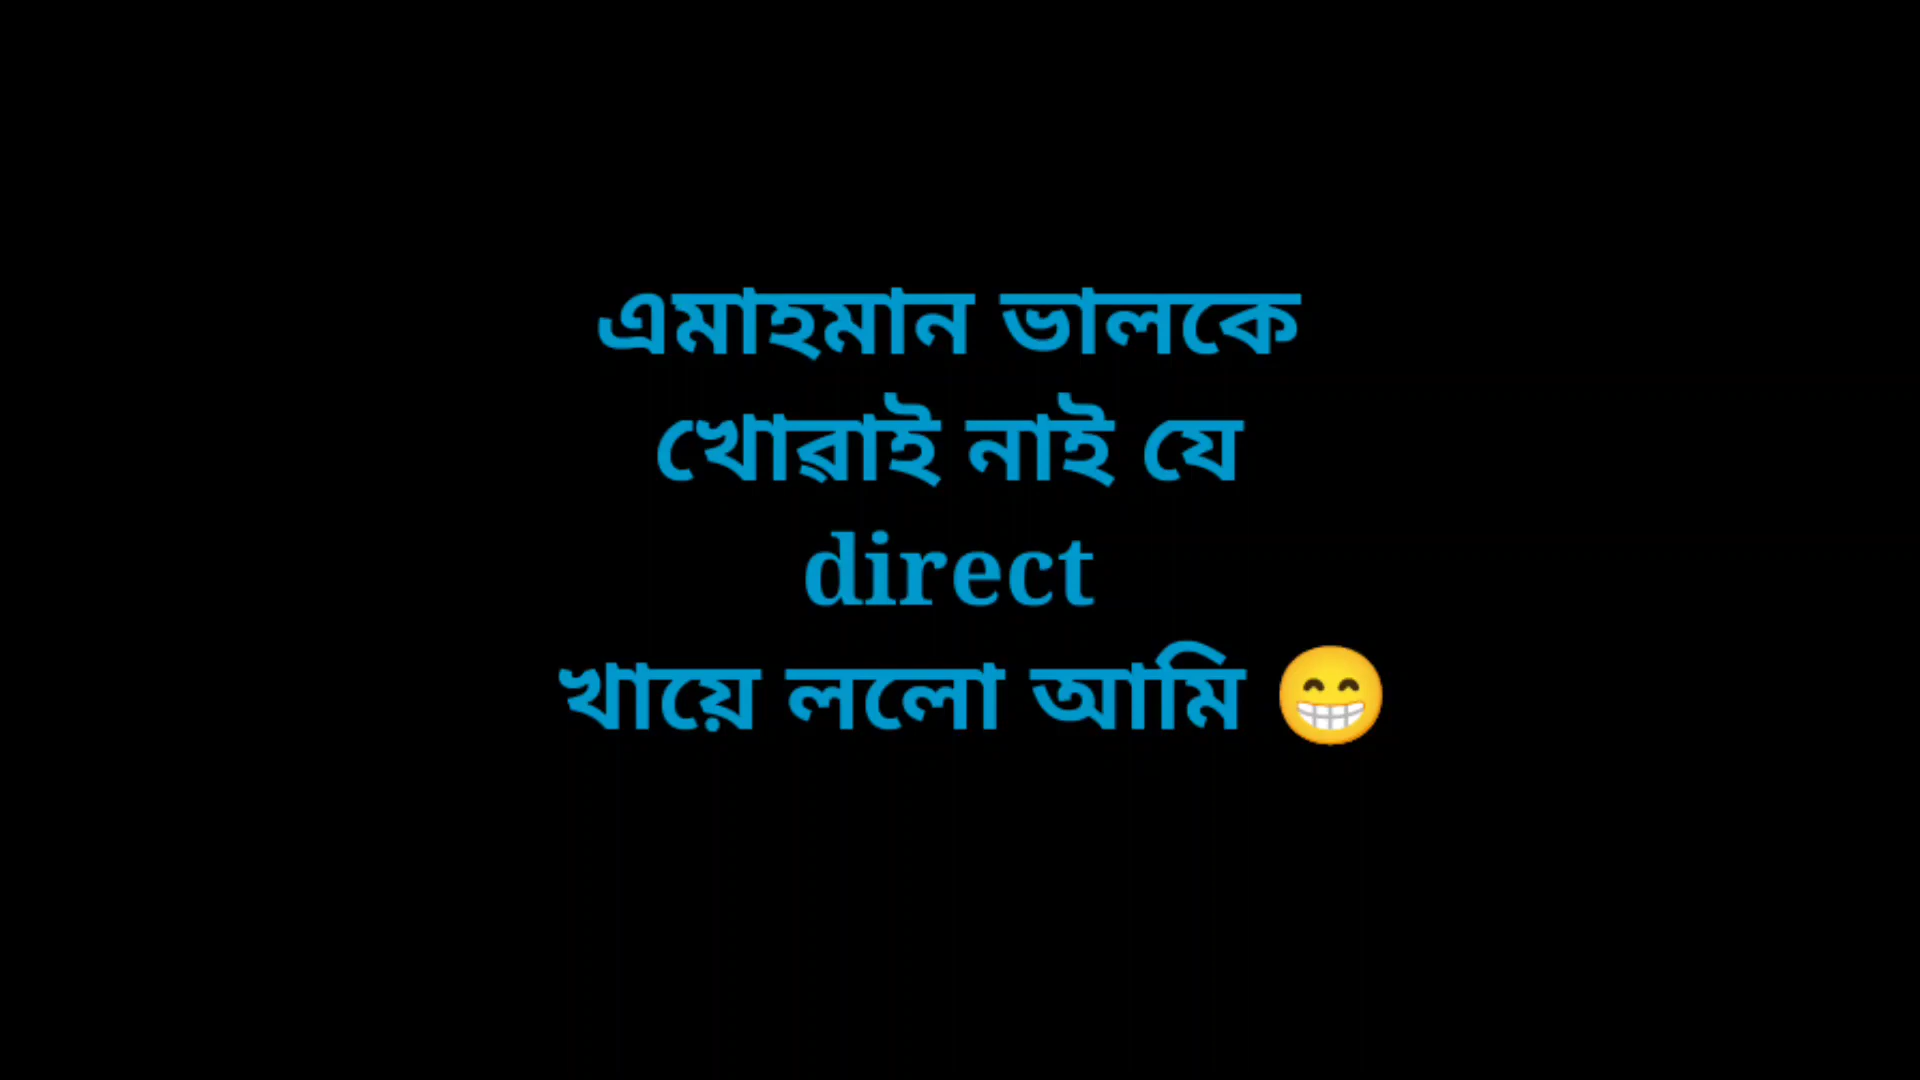 এমাহমান ভালকে
খোৱাই নাই যে
direct
খায়ে ললো আমি 😁